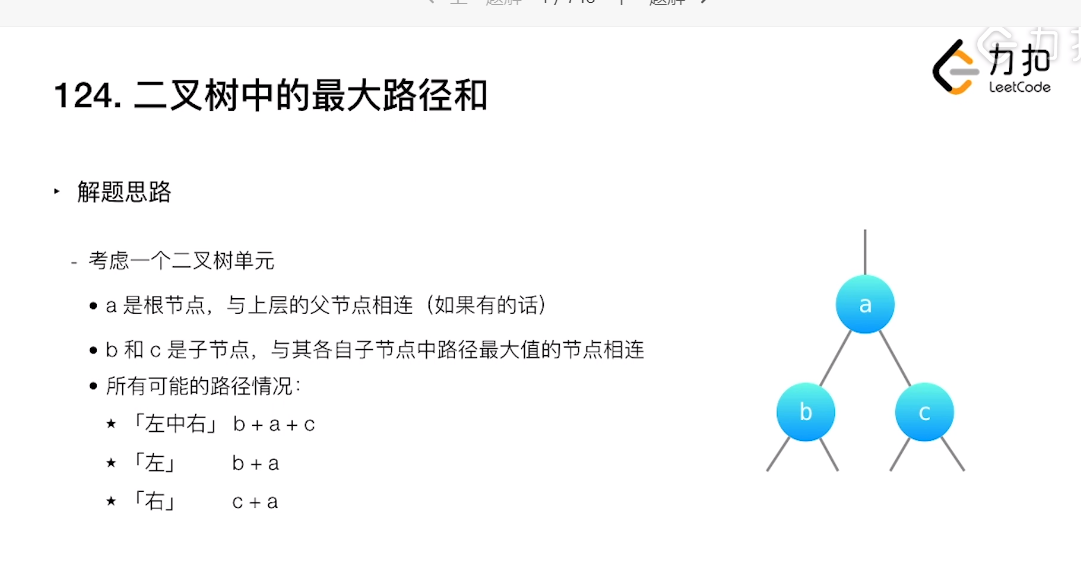 力扣
LeetCode
124. 二叉树中的最大路径和
‣ 解题思路
- 考虑一个二叉树单元
• a 是根节点，与上层的父节点相连（如果有的话）
• b 和 c 是子节点，与其各自子节点中路径最大值的节点相连
• 所有可能的路径情况：
★ 「左中右」 b + a + c
★ 「左」 b + a
★ 「右」 c + a
a
b
c